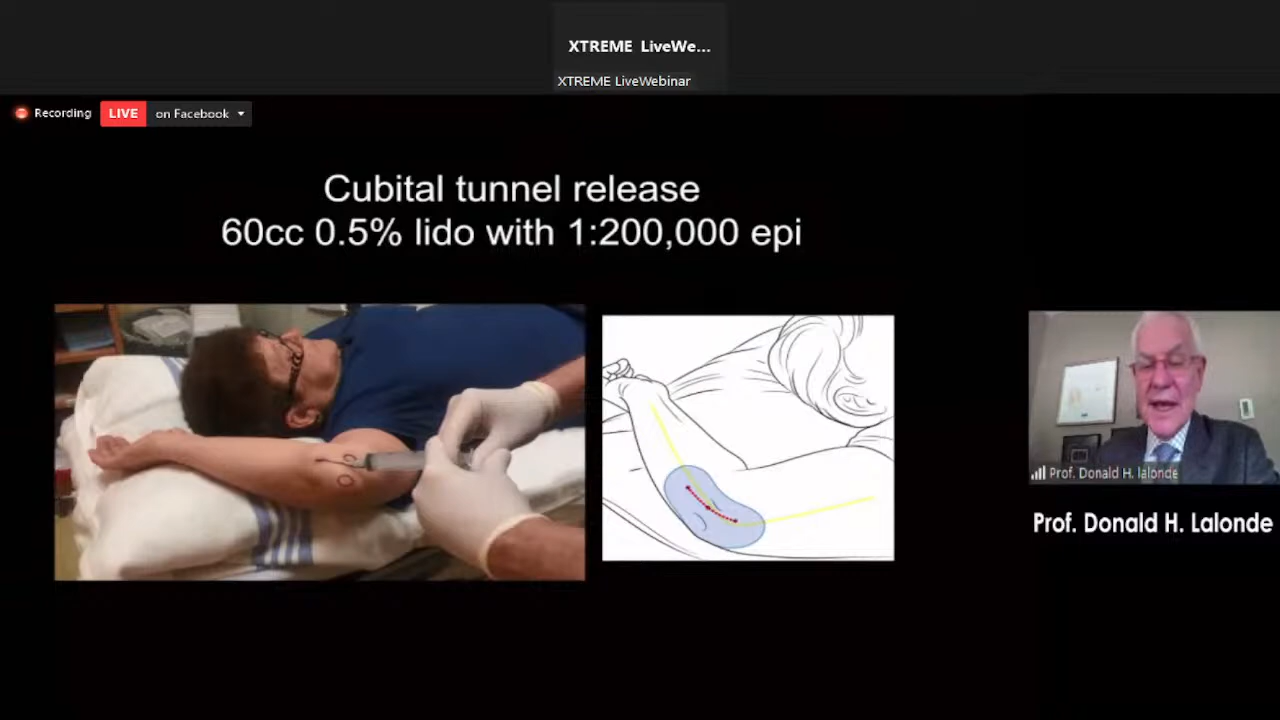 XTREME LiveWe...
XTREME LiveWebinar
Recording
LIVE
on Facebook
Cubital tunnel release
60cc 0.5% lido with 1:200,000 epi
Prof. Donald H. lalonde
Prof. Donald H. Lalonde